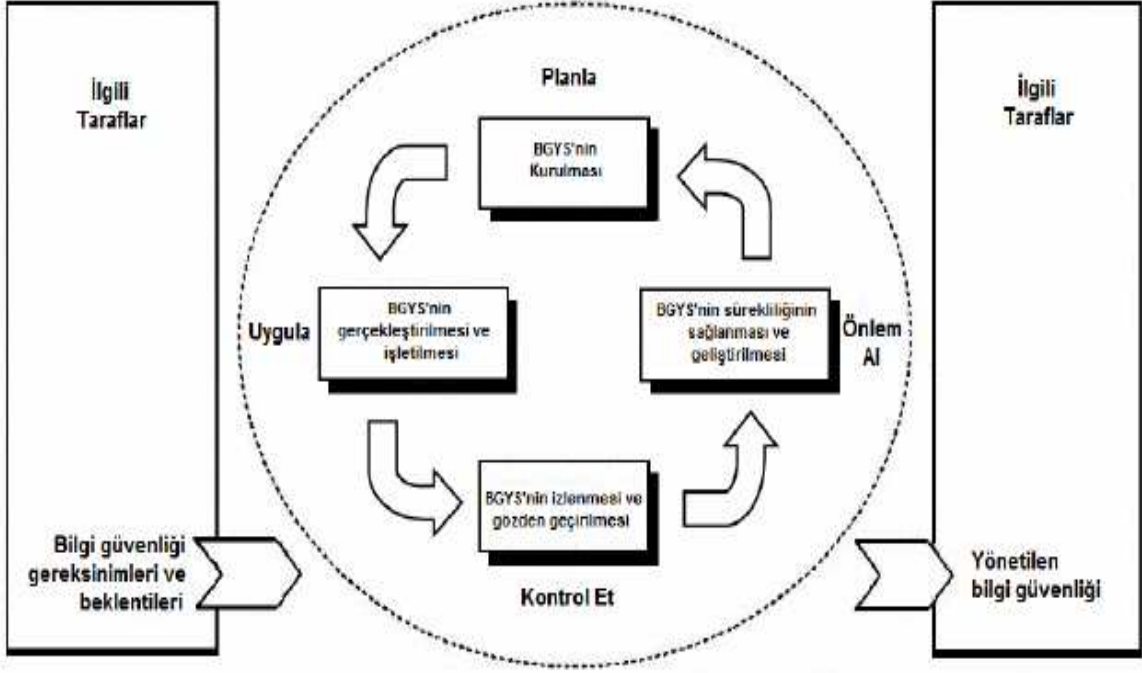 İlgili
Taraflar
Planla
BGYS'nin
Kurulması
Uygula
BGYS'nin
gerçekleştirilmesi ve
işletilmesi
BGYS'nin sürekliliğinin
sağlanması ve
geliştirilmesi
Önlem
Al
BGYS'nin izlenmesi ve
gözden geçirilmesi
Kontrol Et
Bilgi güvenliği
gereksinimleri ve
beklentileri
İlgili
Taraflar
Yönetilen
bilgi güvenliği